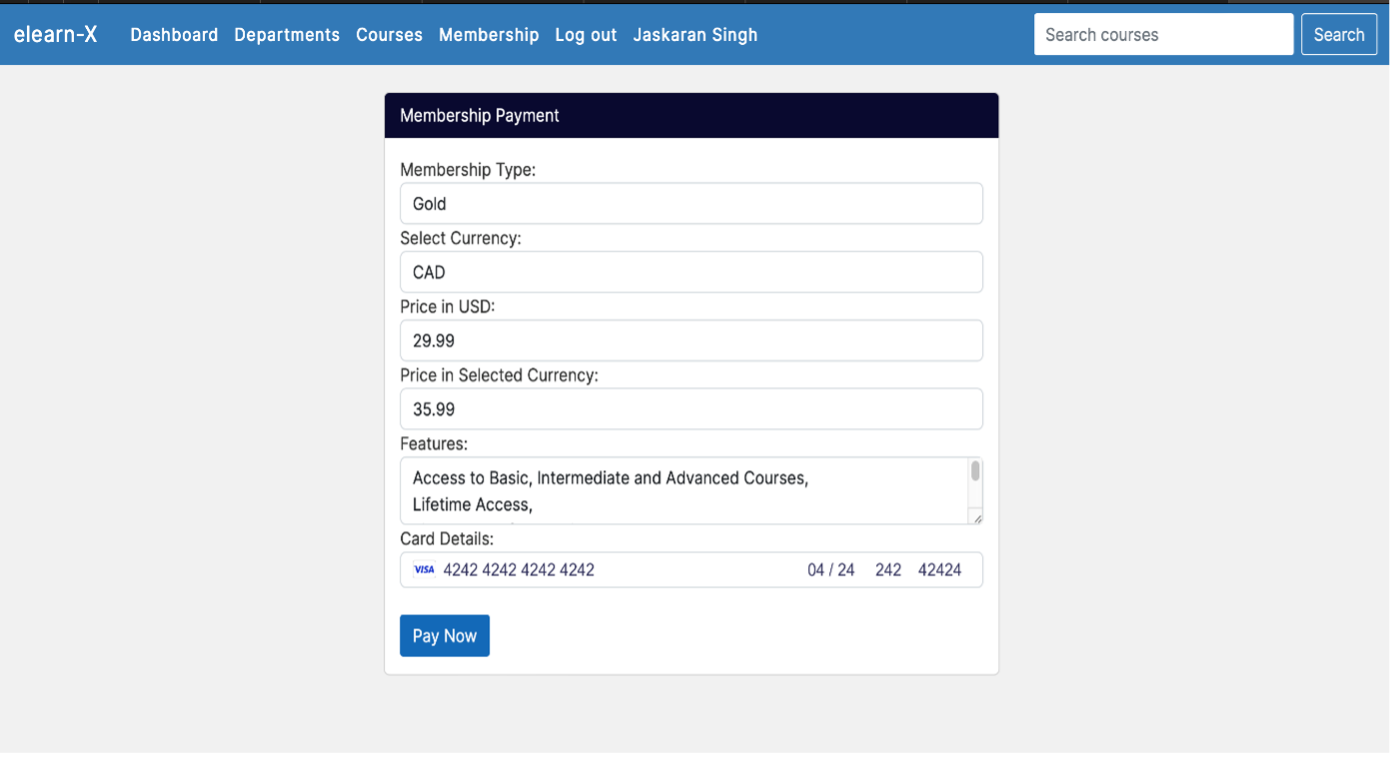 elearn-X Dashboard Departments Courses Membership Log out Jaskaran Singh Search courses Search
Membership Payment
Membership Type:
Gold
Select Currency:
CAD
Price in USD:
29.99
Price in Selected Currency:
35.99
Features:
Access to Basic, Intermediate and Advanced Courses,
Lifetime Access,
Card Details:
VISA 4242 4242 4242 4242 04 / 24 242 42424
Pay Now